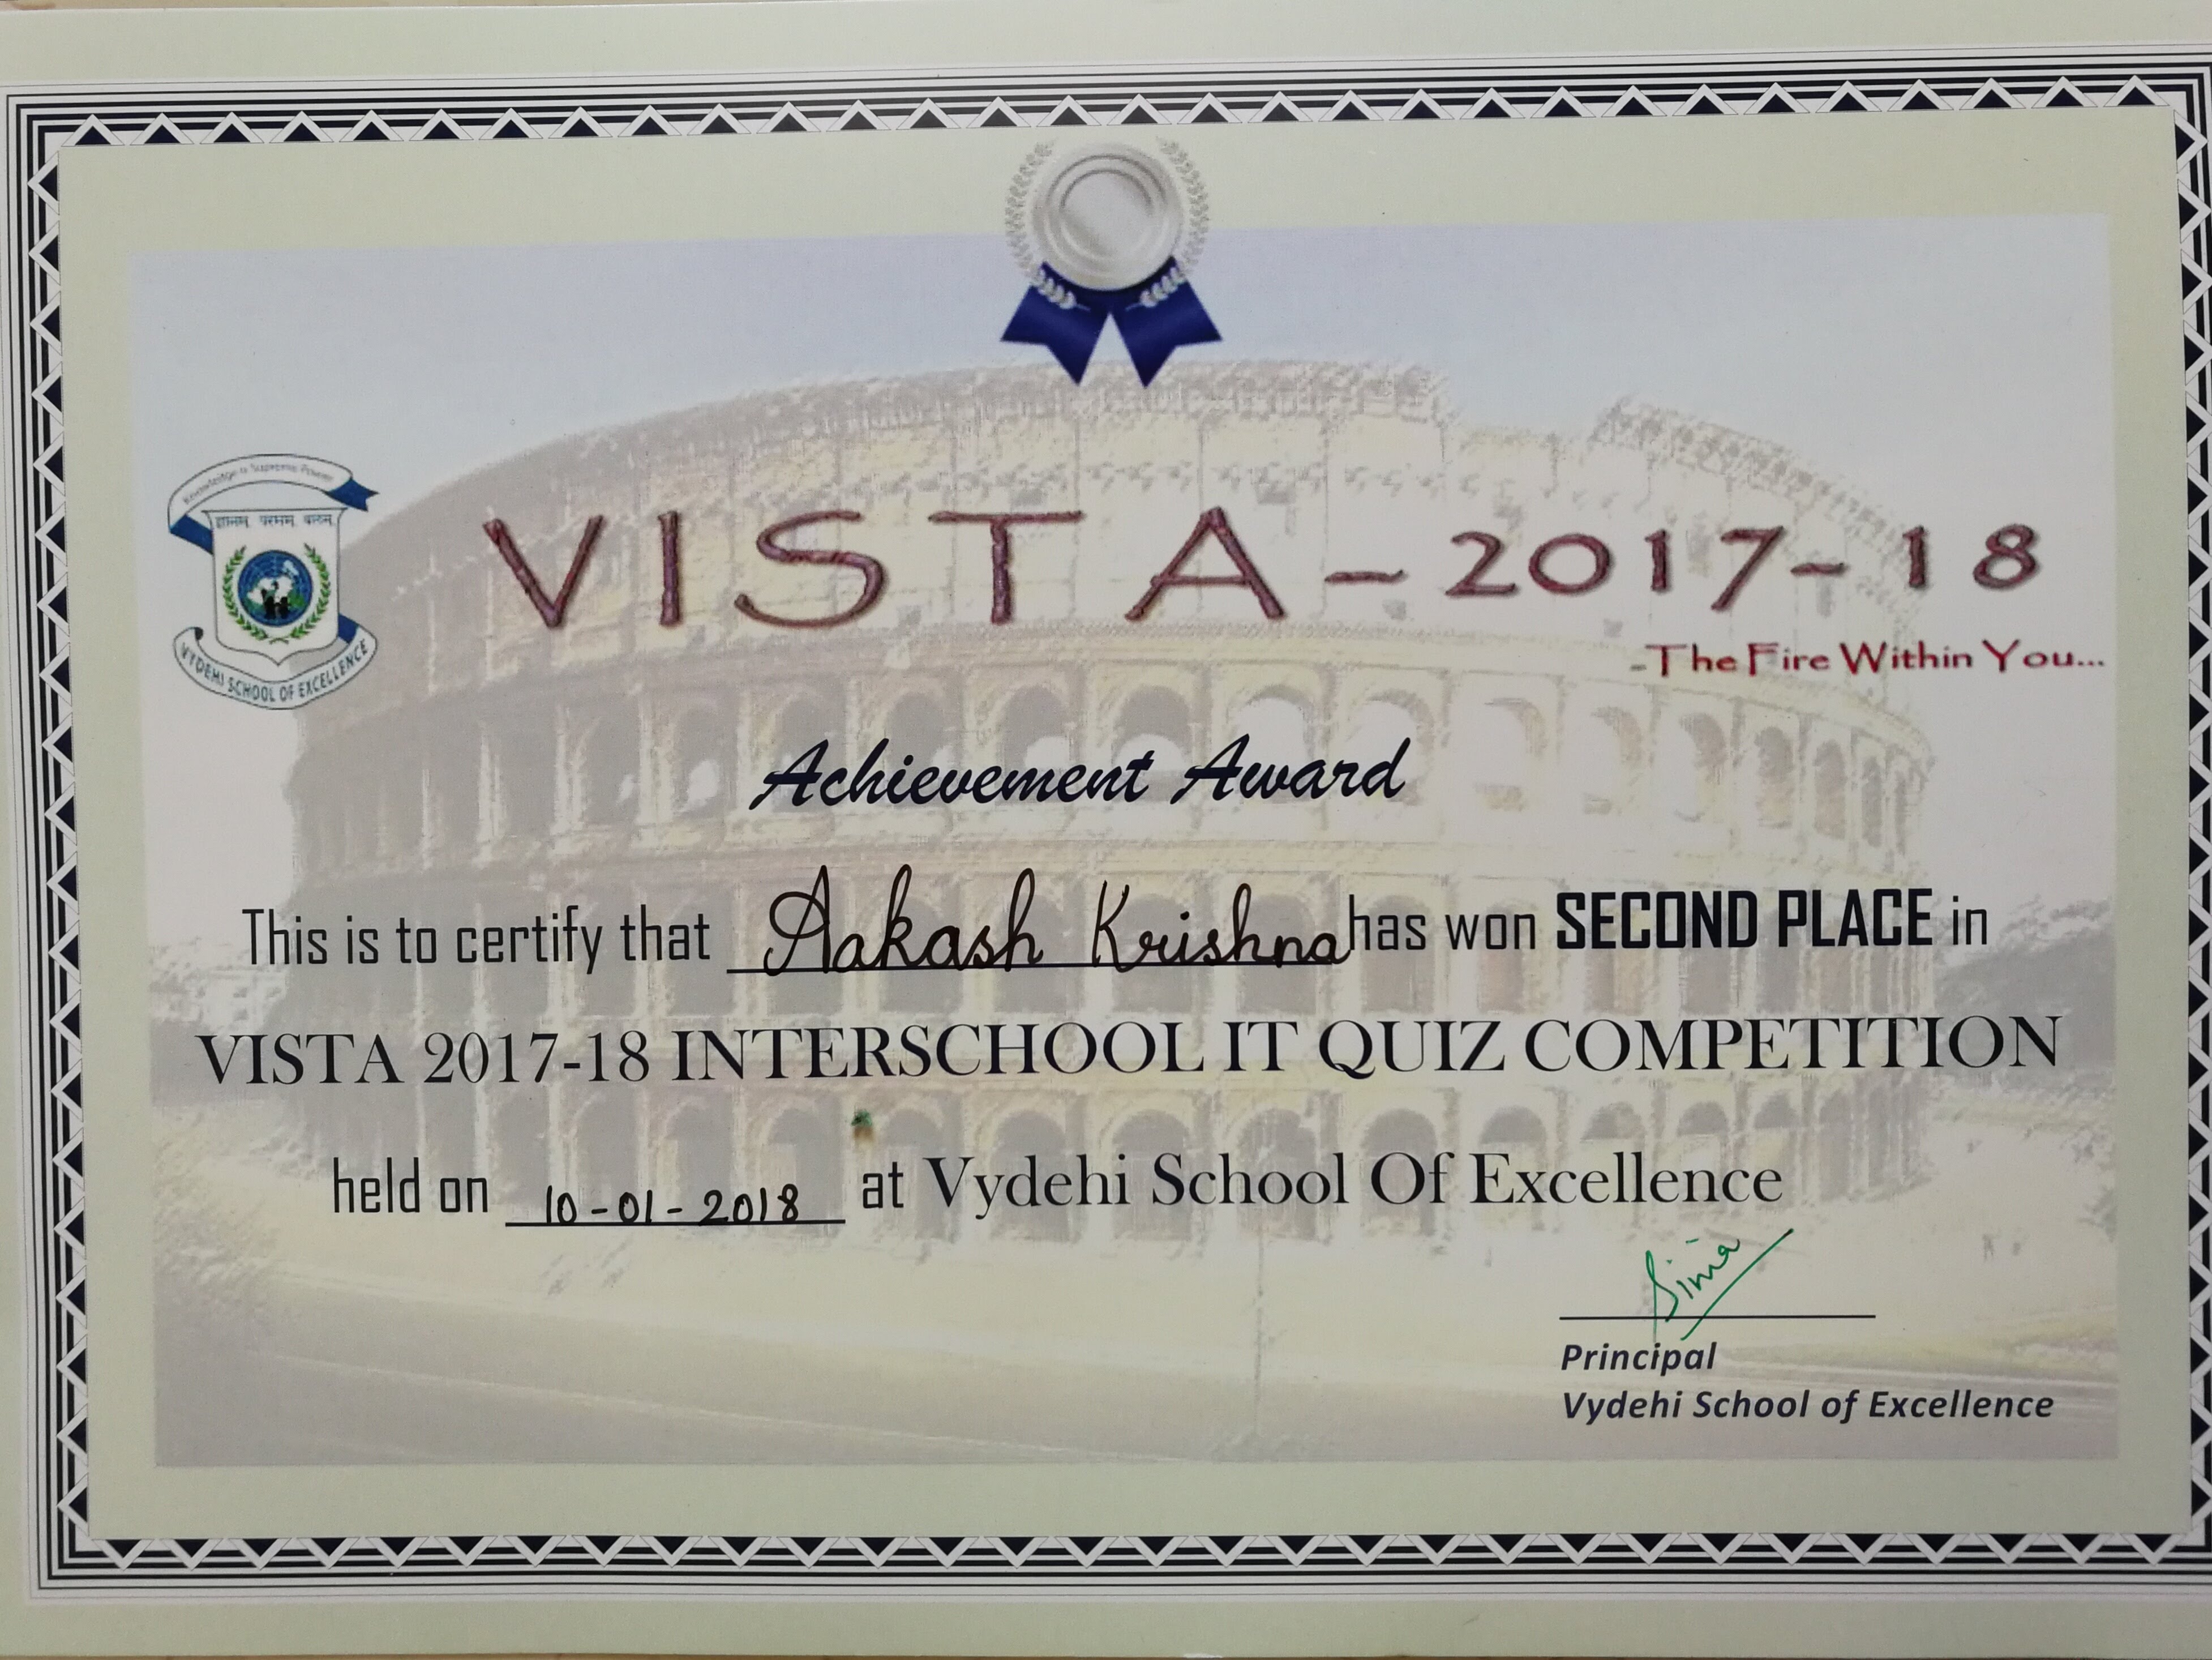 VISTA - 2017 - 18
-The Fire Within You...
Knowledge is Supreme Power
ज्ञानम् परमम् बलम्
VYDEHI SCHOOL OF EXCELLENCE
Achievement Award
This is to certify that Aakash Krishna has won SECOND PLACE in
VISTA 2017-18 INTERSCHOOL IT QUIZ COMPETITION
held on 10-01-2018 at Vydehi School Of Excellence
Sima
Principal
Vydehi School of Excellence